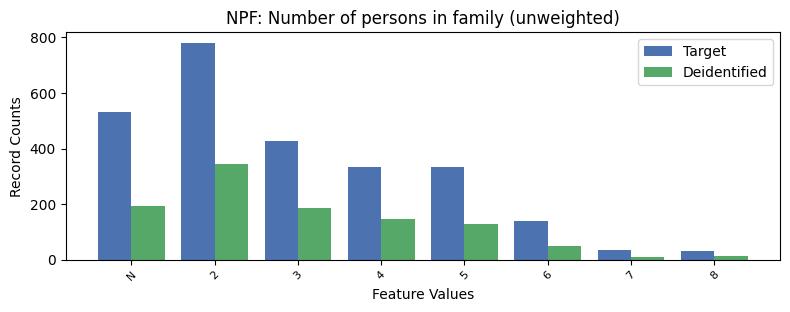 NPF: Number of persons in family (unweighted)
Target
Deidentified
Record Counts
800
600
400
200
0
N 2 3 4 5 6 7 8
Feature Values